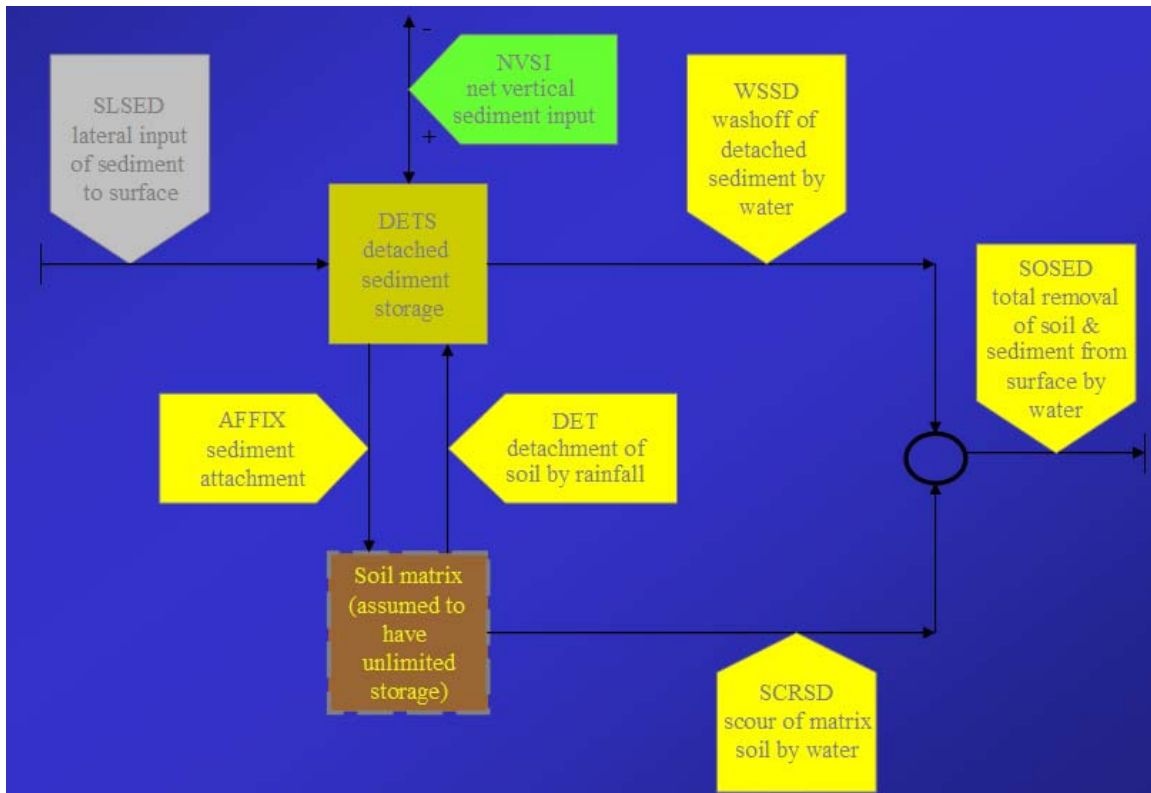 SLSED
lateral input
of sediment
to surface
-
NVSI
net vertical
sediment input
+
WSSD
washoff of
detached
sediment by
water
DETS
detached
sediment
storage
SOSED
total removal
of soil &
sediment from
surface by
water
AFFIX
sediment
attachment
DET
detachment of
soil by rainfall
Soil matrix
(assumed to
have
unlimited
storage)
SCRSD
scour of matrix
soil by water